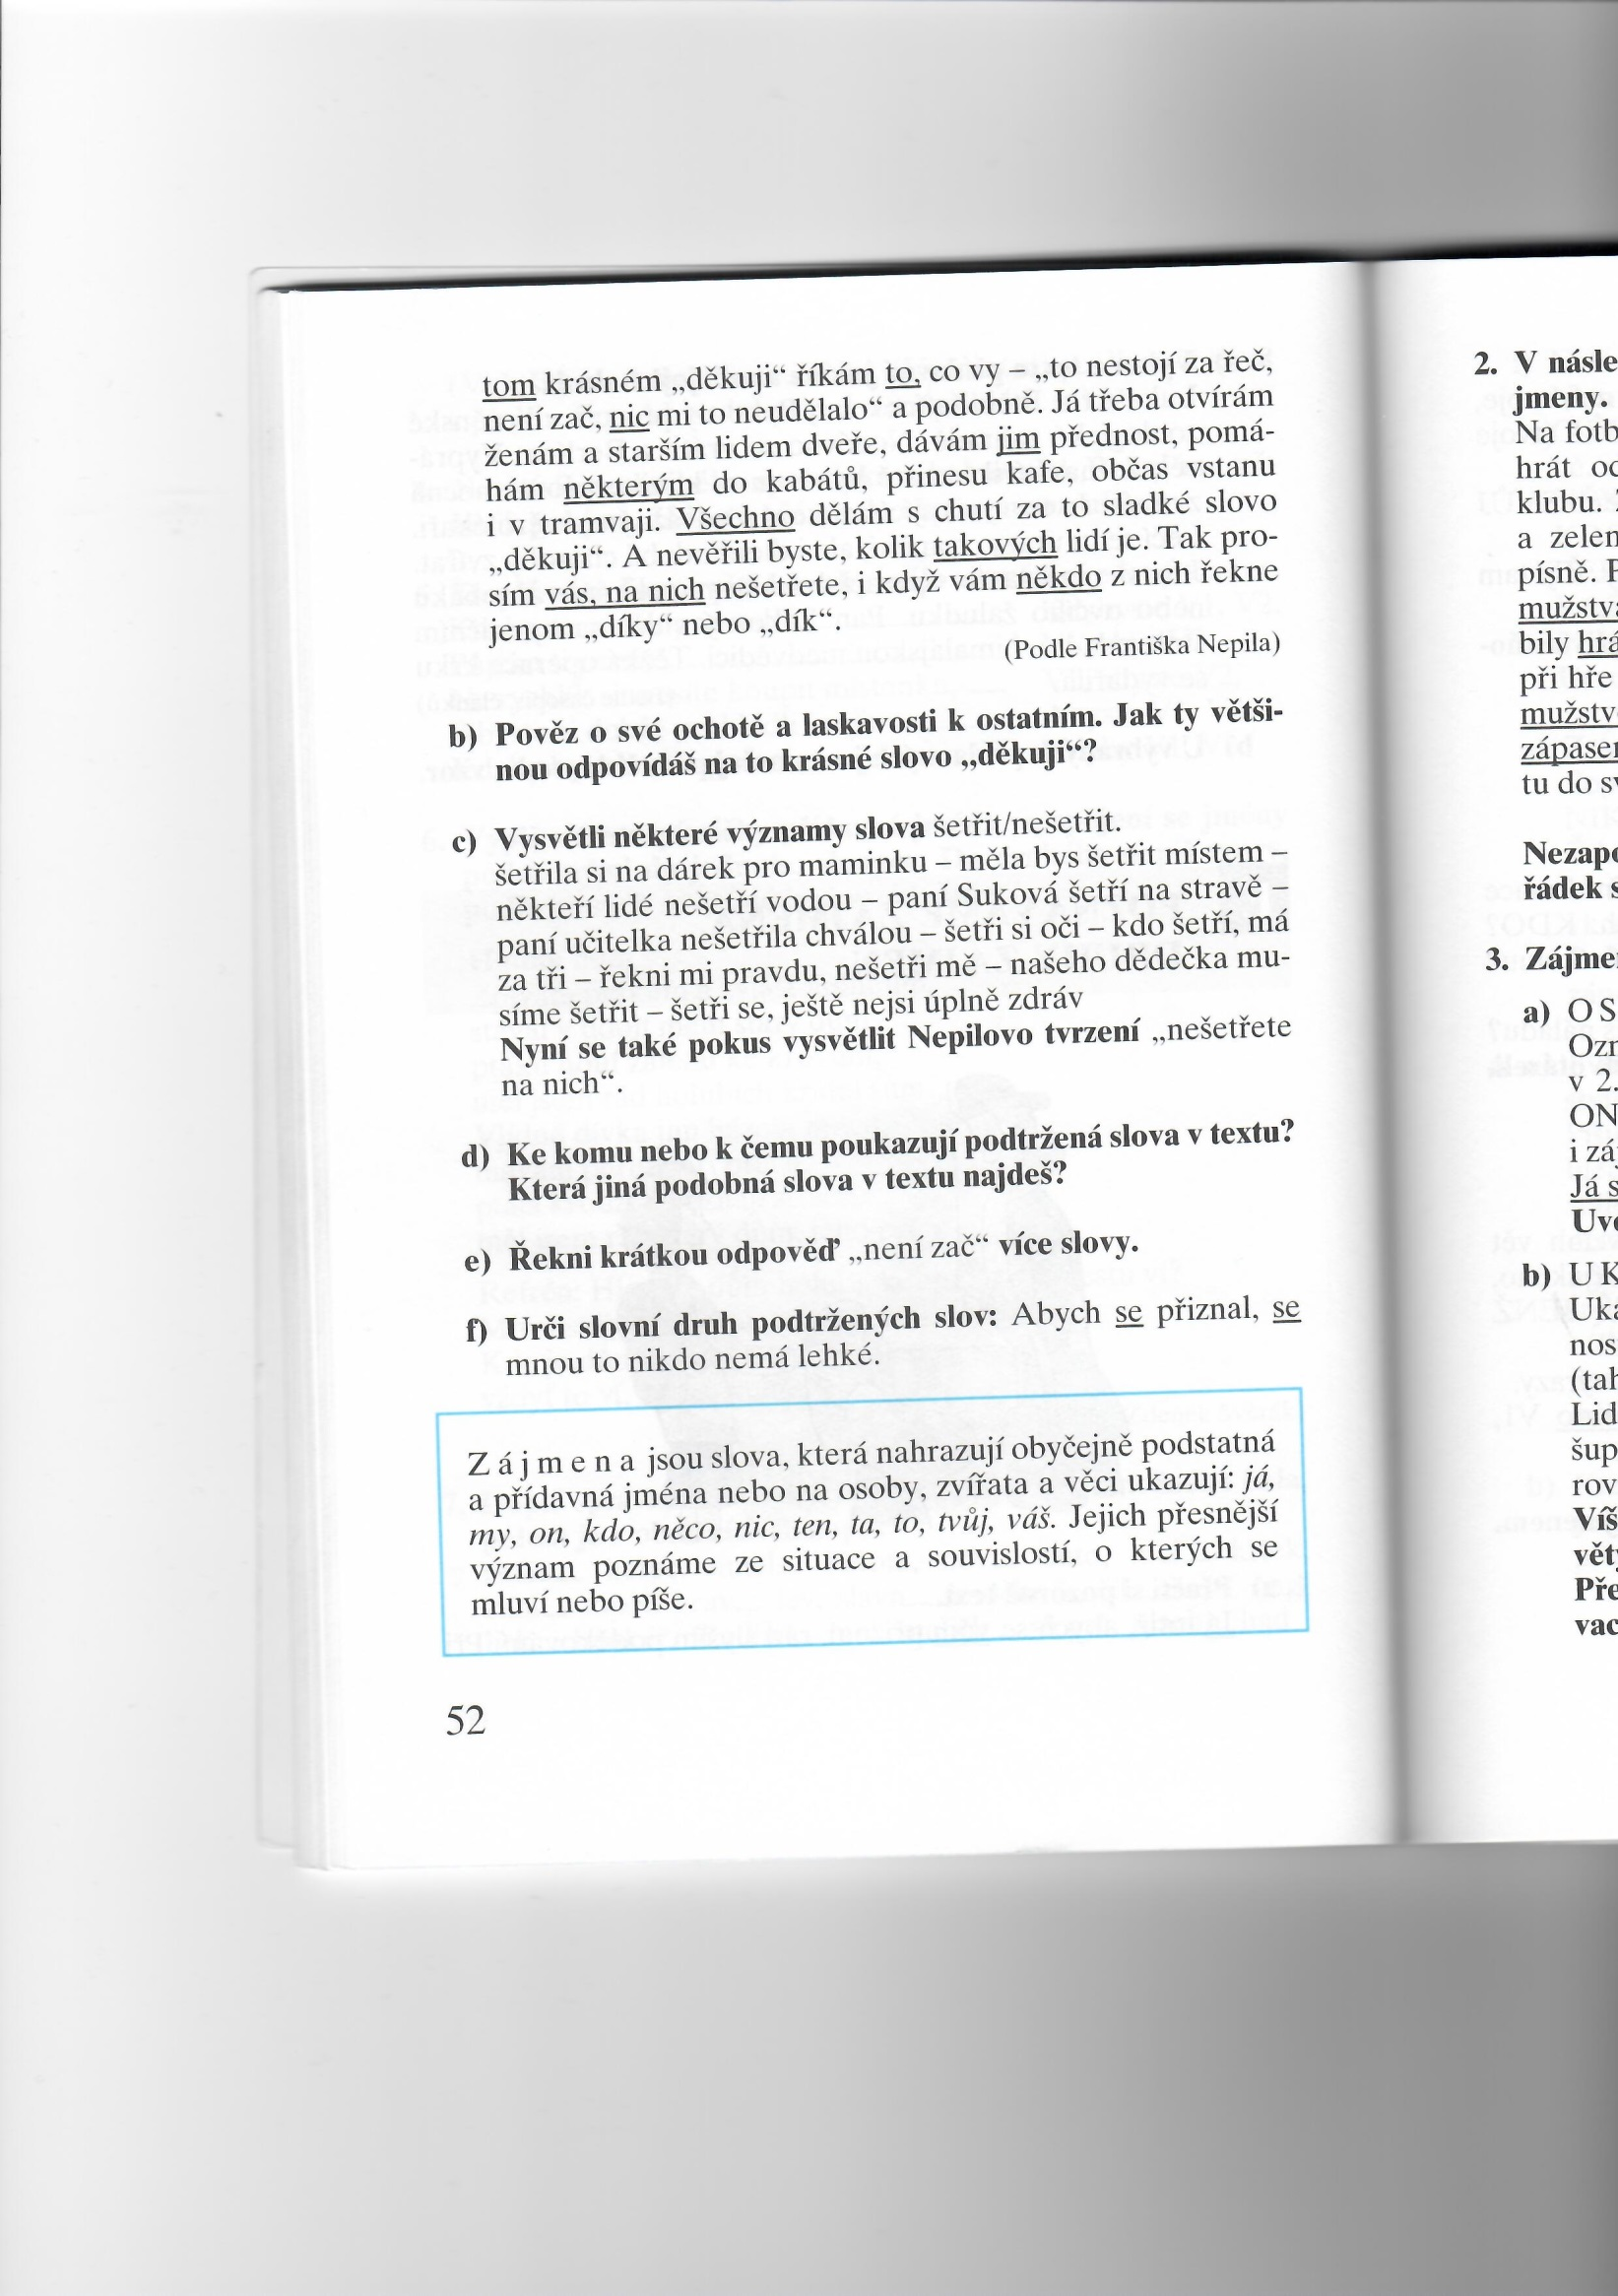 tom krásném „děkuji“ říkám to, co vy – „to nestojí za řeč,
není zač, nic mi to neudělalo“ a podobně. Já třeba otvírám
ženám a starším lidem dveře, dávám jim přednost, pomá-
hám některým do kabátů, přinesu kafe, občas vstanu
i v tramvaji. Všechno dělám s chutí za to sladké slovo
„děkuji“. A nevěřili byste, kolik takových lidí je. Tak pro-
sím vás, na nich nešetřete, i když vám někdo z nich řekne
jenom „díky“ nebo „dík“.
(Podle Františka Nepila)
b) Pověz o své ochotě a laskavosti k ostatním. Jak ty větši-
nou odpovídáš na to krásné slovo „děkuji“?
c) Vysvětli některé významy slova šetřit/nešetřit.
šetřila si na dárek pro maminku – měla bys šetřit místem –
někteří lidé nešetří vodou – paní Suková šetří na stravě –
paní učitelka nešetřila chválou – šetři si oči – kdo šetří, má
za tři – řekni mi pravdu, nešetři mě – našeho dědečka mu-
síme šetřit – šetři se, ještě nejsi úplně zdráv
Nyní se také pokus vysvětlit Nepilovo tvrzení „nešetřete
na nich“.
d) Ke komu nebo k čemu poukazují podtržená slova v textu?
Která jiná podobná slova v textu najdeš?
e) Řekni krátkou odpověď „není zač“ více slovy.
f) Urči slovní druh podtržených slov: Abych se přiznal, se
mnou to nikdo nemá lehké.
Zájmena jsou slova, která nahrazují obyčejně podstatná
a přídavná jména nebo na osoby, zvířata a věci ukazují: já,
my, on, kdo, něco, nic, ten, ta, to, tvůj, váš. Jejich přesnější
význam poznáme ze situace a souvislostí, o kterých se
mluví nebo píše.
52
2. V násle
jmeny.
Na fotb
hrát
klubu.
a zelen
písně.
mužstv
bily hrá
při hře
mužstv
zápasem
tu do sv
Nezapo
řádek s
3. Zájme
a) OS
Ozn
v 2.
ON
i záj
Já s
Uve
b) UK
Uka
nos
(tah
Lid
šup
rov
Víš
věty
Pře
vac